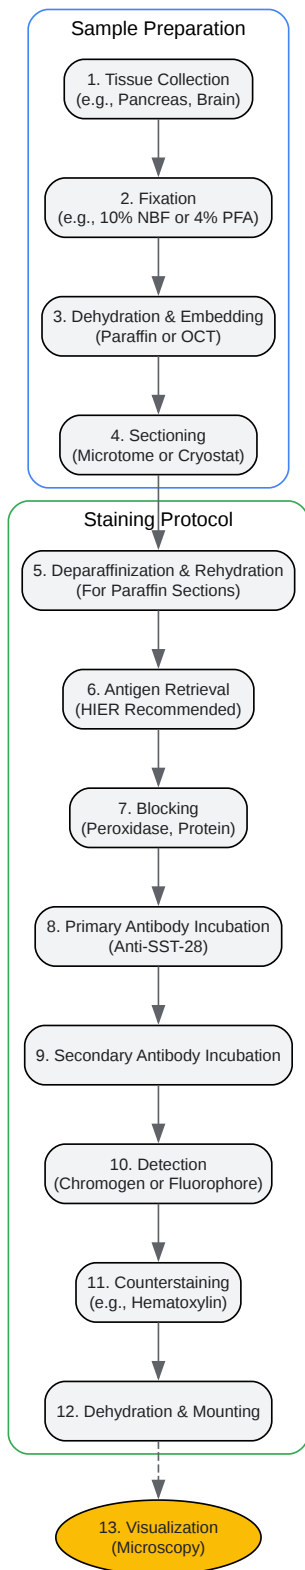 Sample Preparation
1. Tissue Collection
(e.g., Pancreas, Brain)
2. Fixation
(e.g., 10% NBF or 4% PFA)
3. Dehydration & Embedding
(Paraffin or OCT)
4. Sectioning
(Microtome or Cryostat)
Staining Protocol
5. Deparaffinization & Rehydration
(For Paraffin Sections)
6. Antigen Retrieval
(HIER Recommended)
7. Blocking
(Peroxidase, Protein)
8. Primary Antibody Incubation
(Anti-SST-28)
9. Secondary Antibody Incubation
10. Detection
(Chromogen or Fluorophore)
11. Counterstaining
(e.g., Hematoxylin)
12. Dehydration & Mounting
13. Visualization
(Microscopy)